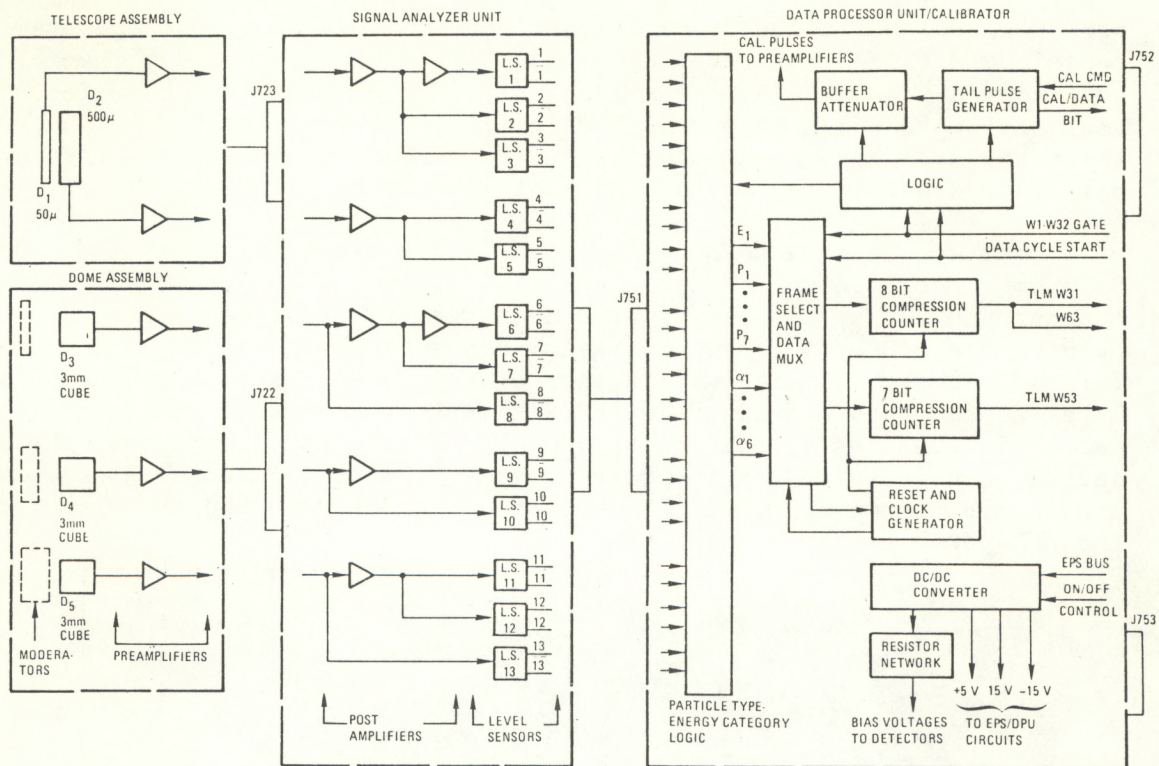 TELESCOPE ASSEMBLY
D2
500μ
D1
50μ
DOME ASSEMBLY
D3
3mm
CUBE
D4
3mm
CUBE
D5
3mm
CUBE
MODERA-
TORS
PREAMPLIFIERS
J723
J722
SIGNAL ANALYZER UNIT
L.S.
1
1
1
L.S.
2
2
2
L.S.
3
3
3
L.S.
4
4
4
L.S.
5
5
5
L.S.
6
6
6
L.S.
7
7
7
L.S.
8
8
8
L.S.
9
9
9
L.S.
10
10
10
L.S.
11
11
11
L.S.
12
12
12
L.S.
13
13
13
POST
AMPLIFIERS
LEVEL
SENSORS
J751
DATA PROCESSOR UNIT/CALIBRATOR
CAL. PULSES
TO PREAMPLIFIERS
BUFFER
ATTENUATOR
TAIL PULSE
GENERATOR
CAL CMD
CAL/DATA
BIT
J752
LOGIC
W1-W32 GATE
DATA CYCLE START
E1
P1
P7
α1
α6
FRAME
SELECT
AND
DATA
MUX
8 BIT
COMPRESSION
COUNTER
TLM W31
W63
7 BIT
COMPRESSION
COUNTER
TLM W53
RESET AND
CLOCK
GENERATOR
DC/DC
CONVERTER
EPS BUS
ON/OFF
CONTROL
J753
RESISTOR
NETWORK
+5 V 15 V -15 V
PARTICLE TYPE-
ENERGY CATEGORY
LOGIC
BIAS VOLTAGES
TO DETECTORS
TO EPS/DPU
CIRCUITS